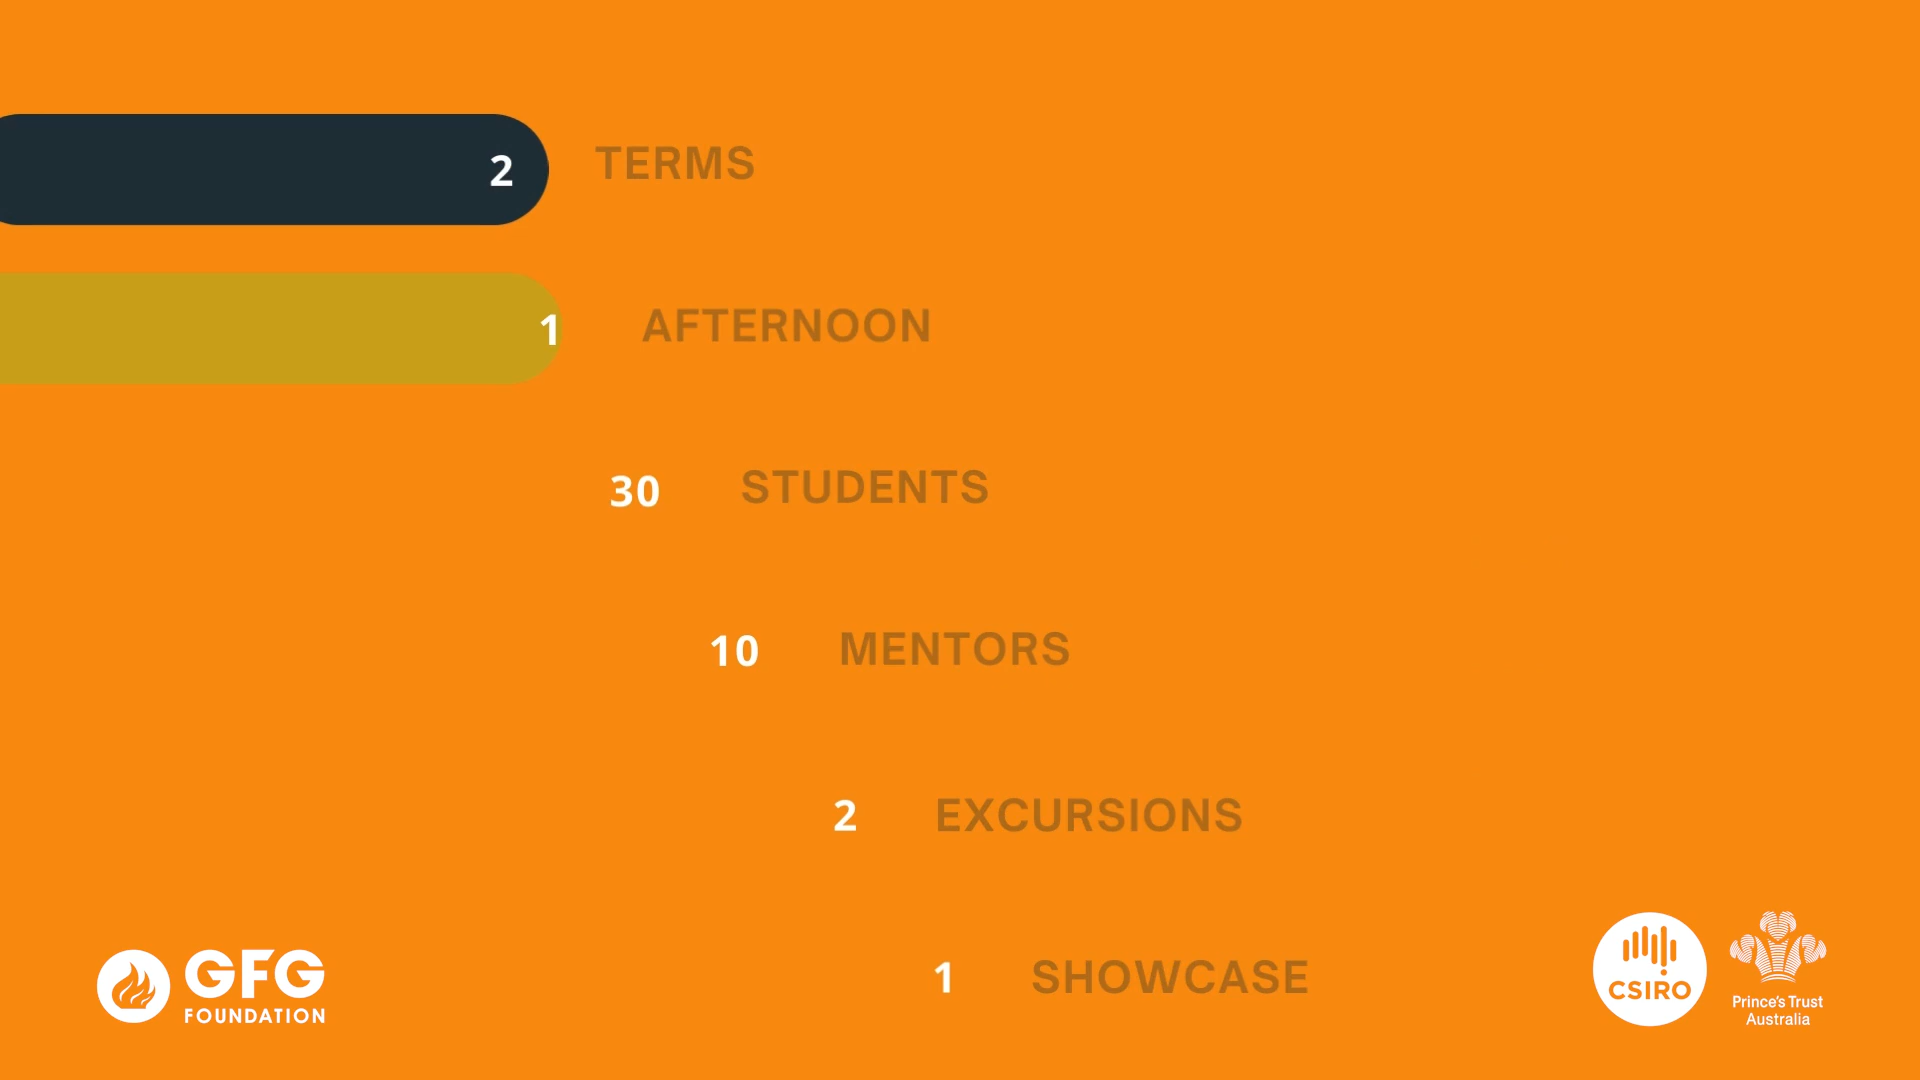 2 TERMS
1 AFTERNOON
30 STUDENTS
10 MENTORS
2 EXCURSIONS
1 SHOWCASE
GFG
FOUNDATION
CSIRO
Prince's Trust
Australia